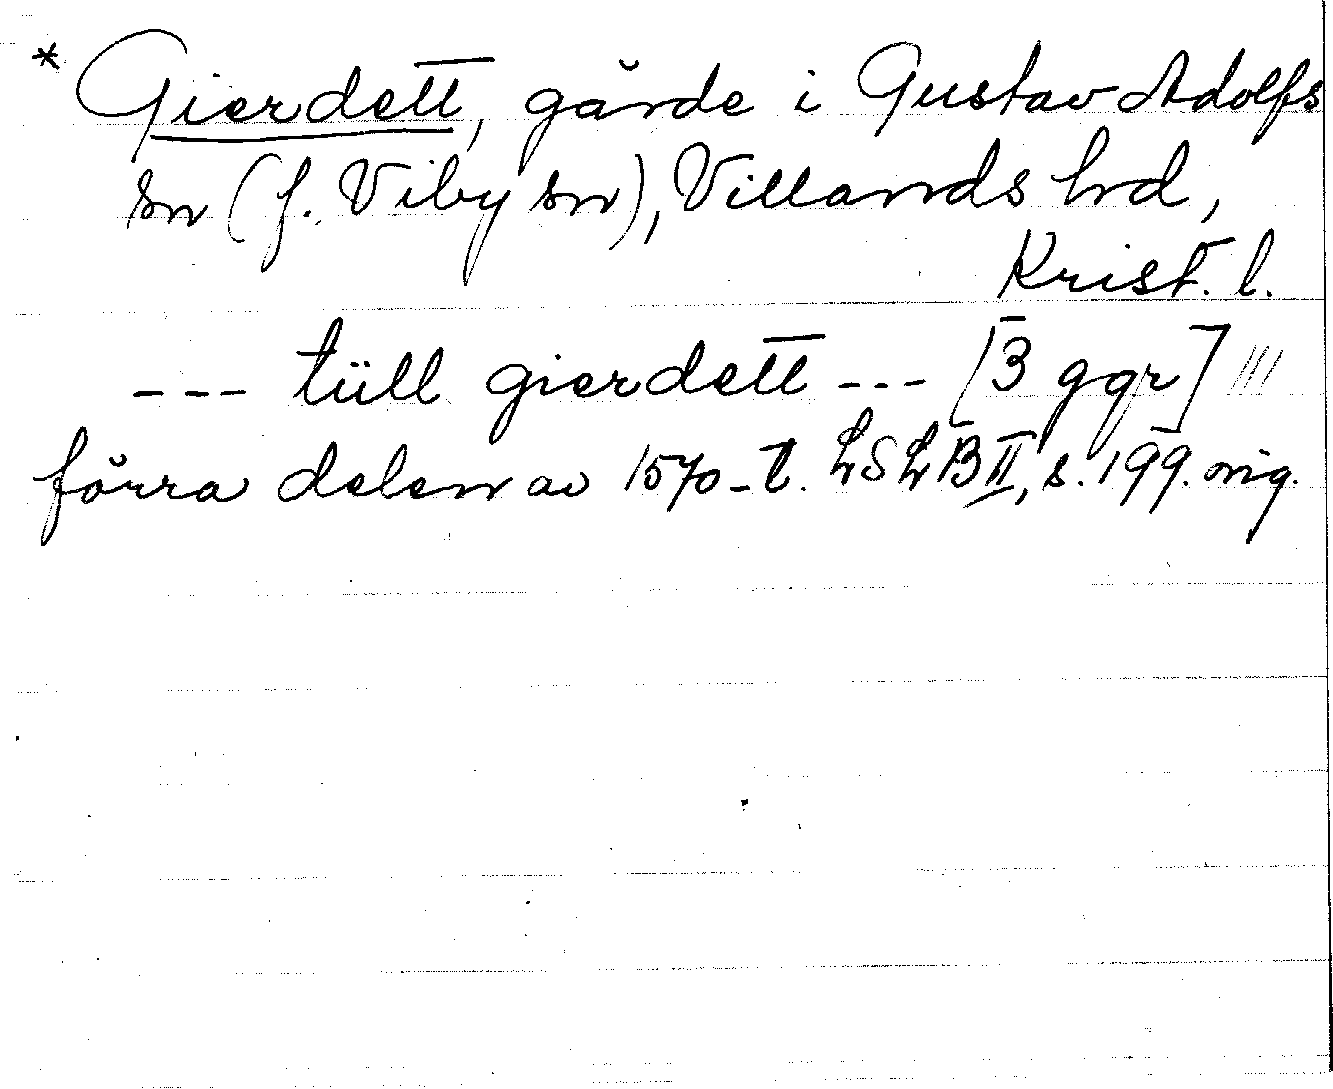 * Gierdett, gärde i Gustav Adolfs
sn (f. Viby sn), Villands hrd,
Krist. l.
--- tüll gierdett --- [3 ggr] ///
förra delen av 1570-t. LSLB II, s. 199. orig.